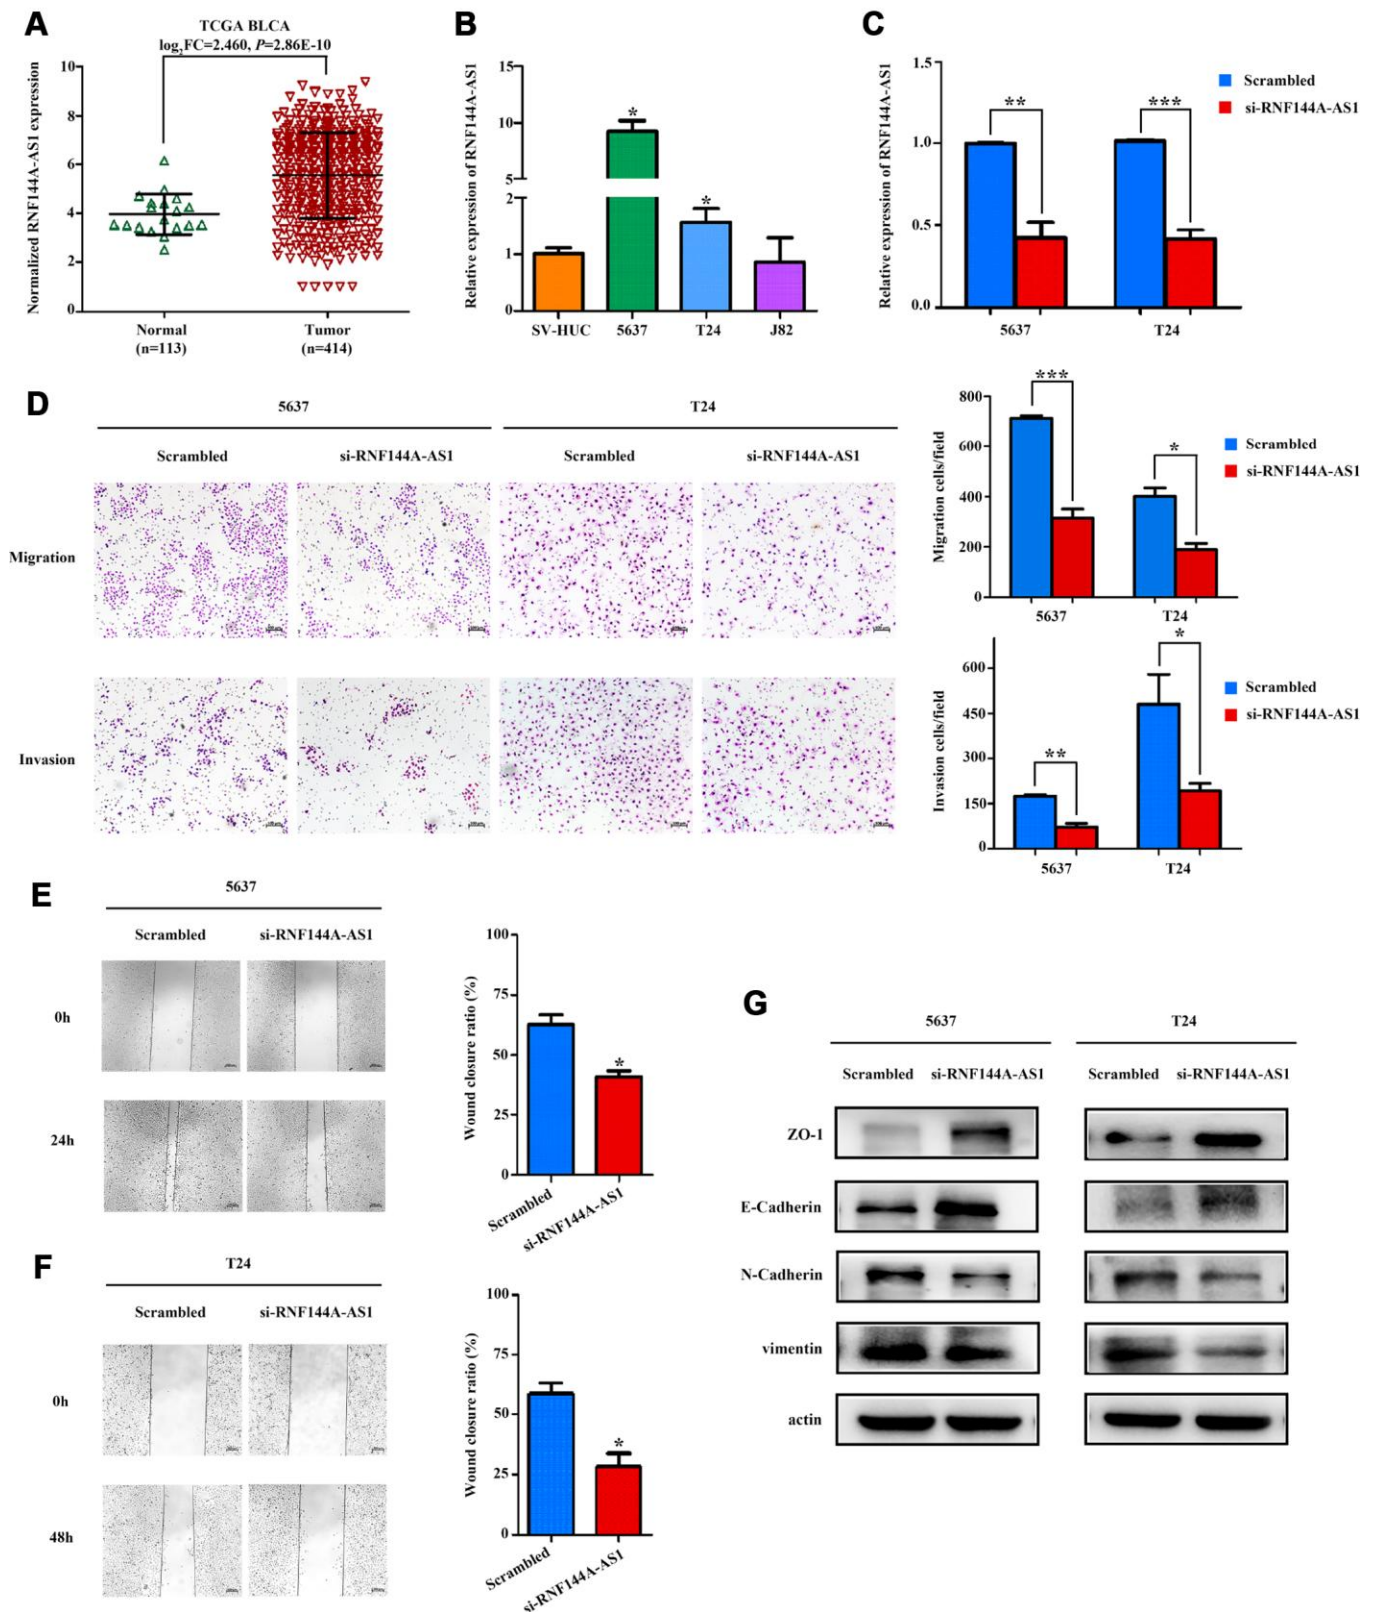 A
TCGA BLCA
log2FC=2.460, P=2.86E-10
Normalized RNF144A-AS1 expression
10
8
6
4
2
0
Normal
(n=113)
Tumor
(n=414)
B
Relative expression of RNF144A-AS1
15
10
5
2
1
0
*
*
SV-HUC
5637
T24
J82
C
Relative expression of RNF144A-AS1
1.5
1.0
0.5
0.0
**
***
5637
T24
Scrambled
si-RNF144A-AS1
D
5637
T24
Scrambled
si-RNF144A-AS1
Scrambled
si-RNF144A-AS1
Migration
Invasion
Migration cells/field
800
600
400
200
0
***
*
5637
T24
Scrambled
si-RNF144A-AS1
Invasion cells/field
600
450
300
150
0
**
*
5637
T24
Scrambled
si-RNF144A-AS1
E
5637
Scrambled
si-RNF144A-AS1
0h
24h
Wound closure ratio (%)
100
75
50
25
0
*
Scrambled
si-RNF144A-AS1
F
T24
Scrambled
si-RNF144A-AS1
0h
48h
Wound closure ratio (%)
100
75
50
25
0
*
Scrambled
si-RNF144A-AS1
G
5637
T24
Scrambled
si-RNF144A-AS1
Scrambled
si-RNF144A-AS1
ZO-1
E-Cadherin
N-Cadherin
vimentin
actin